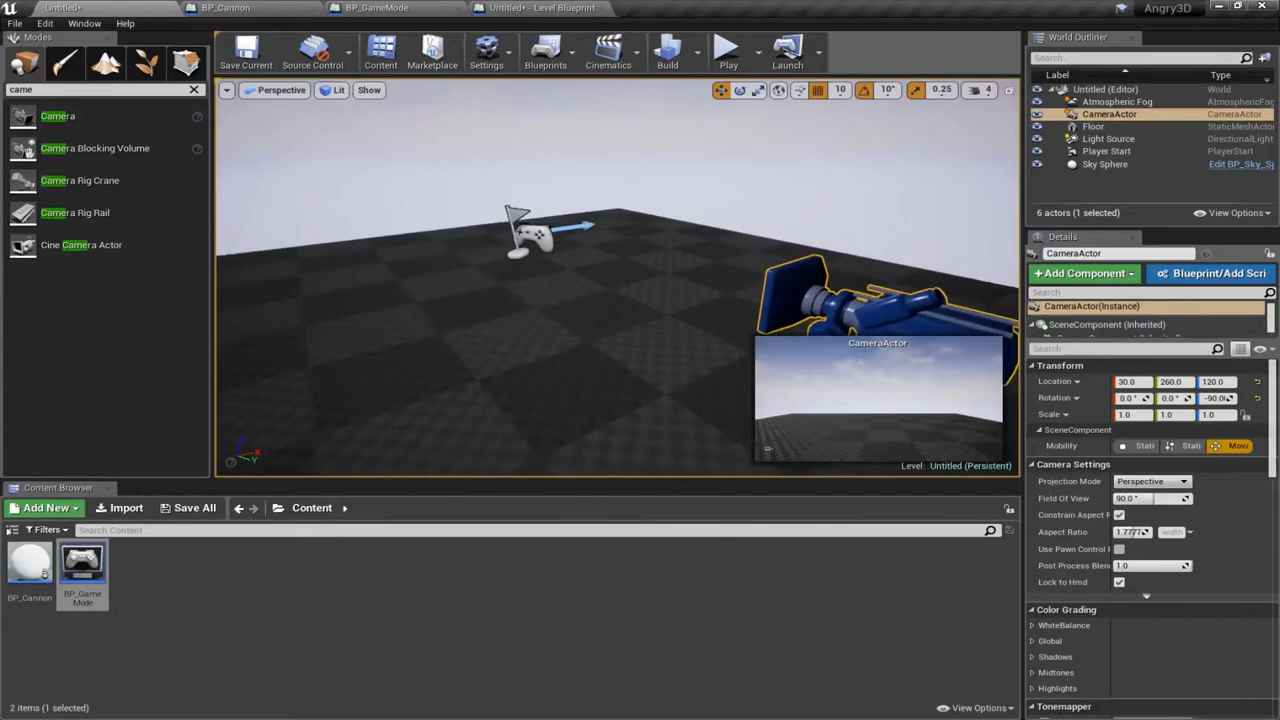 Untitled*
BP_Cannon
BP_GameMode
Untitled* - Level Blueprint
Angry3D
File
Edit
Window
Help
Modes
came
Camera
Camera Blocking Volume
Camera Rig Crane
Camera Rig Rail
Cine Camera Actor
Save Current
Source Control
Content
Marketplace
Settings
Blueprints
Cinematics
Build
Play
Launch
Perspective
Lit
Show
10
10°
0.25
4
CameraActor
Level: Untitled (Persistent)
World Outliner
Search...
Label
Type
Untitled (Editor)
World
Atmospheric Fog
AtmosphericFog
CameraActor
CameraActor
Floor
StaticMeshActor
Light Source
DirectionalLight
Player Start
PlayerStart
Sky Sphere
Edit BP_Sky_Sp
6 actors (1 selected)
View Options
Details
CameraActor
+Add Component
Blueprint/Add Scri
Search
CameraActor(Instance)
SceneComponent (Inherited)
Search
Transform
Location
30.0
260.0
120.0
Rotation
0.0 °
0.0 °
Scale
1.0
1.0
1.0
SceneComponent
Mobility
Stati
Stati
Mova
Camera Settings
Projection Mode
Perspective
Field Of View
90.0 °
Constrain Aspect R
Aspect Ratio
width
Use Pawn Control
Post Process Blen
1.0
Lock to Hmd
Color Grading
WhiteBalance
Global
Shadows
Midtones
Highlights
Tonemapper
Content Browser
Add New
Import
Save All
Content
Filters
Search Content
BP_Cannon
BP_Game
Mode
2 items (1 selected)
View Options